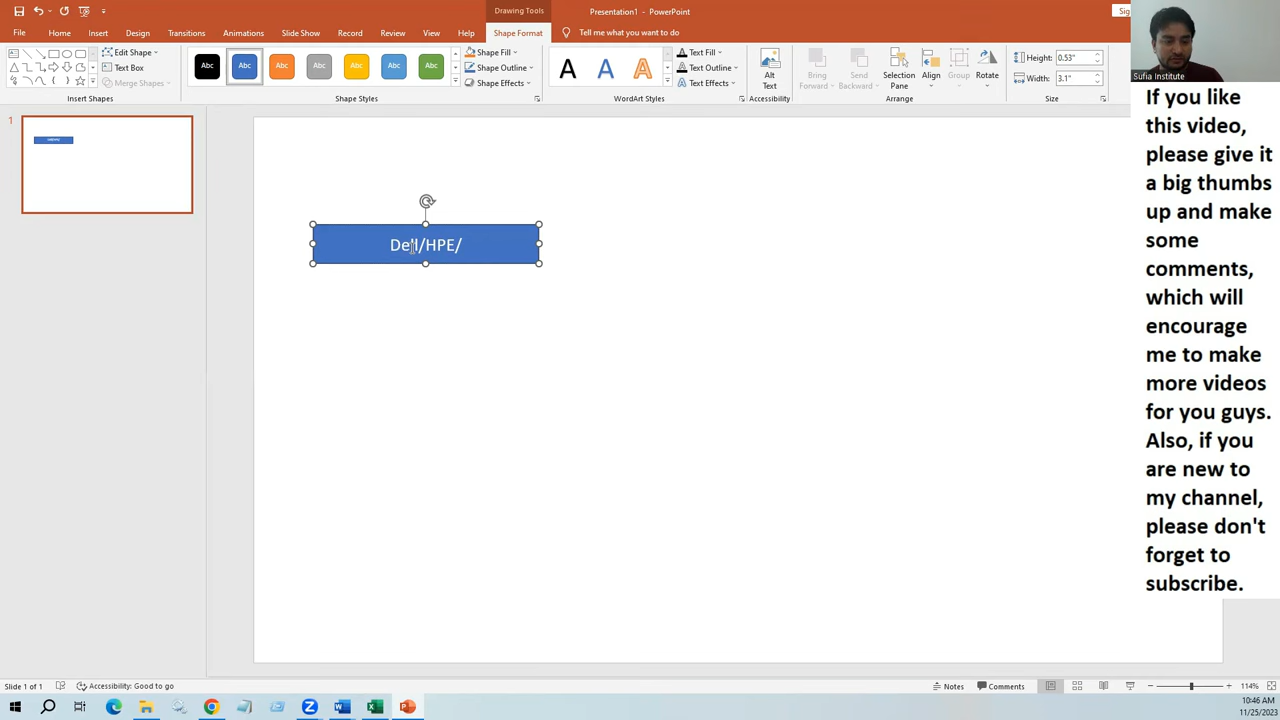 Drawing Tools
Presentation1 - PowerPoint
File Home Insert Design Transitions Animations Slide Show Record Review View Help Shape Format Tell me what you want to do
Edit Shape
Text Box
Merge Shapes
Insert Shapes
Abc Abc Abc Abc Abc Abc Abc
Shape Fill
Shape Outline
Shape Effects
Shape Styles
A A A
Text Fill
Text Outline
Text Effects
WordArt Styles
Alt
Text
Accessibility
Bring
Forward
Send
Backward
Selection
Pane
Align
Group
Rotate
Arrange
Height: 0.53"
Width: 3.1"
Size
Sufia Institute
1
Dell/HPE/
If you like
this video,
please give it
a big thumbs
up and make
some
comments,
which will
encourage
me to make
more videos
for you guys.
Also, if you
are new to
my channel,
please don't
forget to
subscribe.
Slide 1 of 1
Accessibility: Good to go
Notes
Comments
114%
10:46 AM
11/25/2023